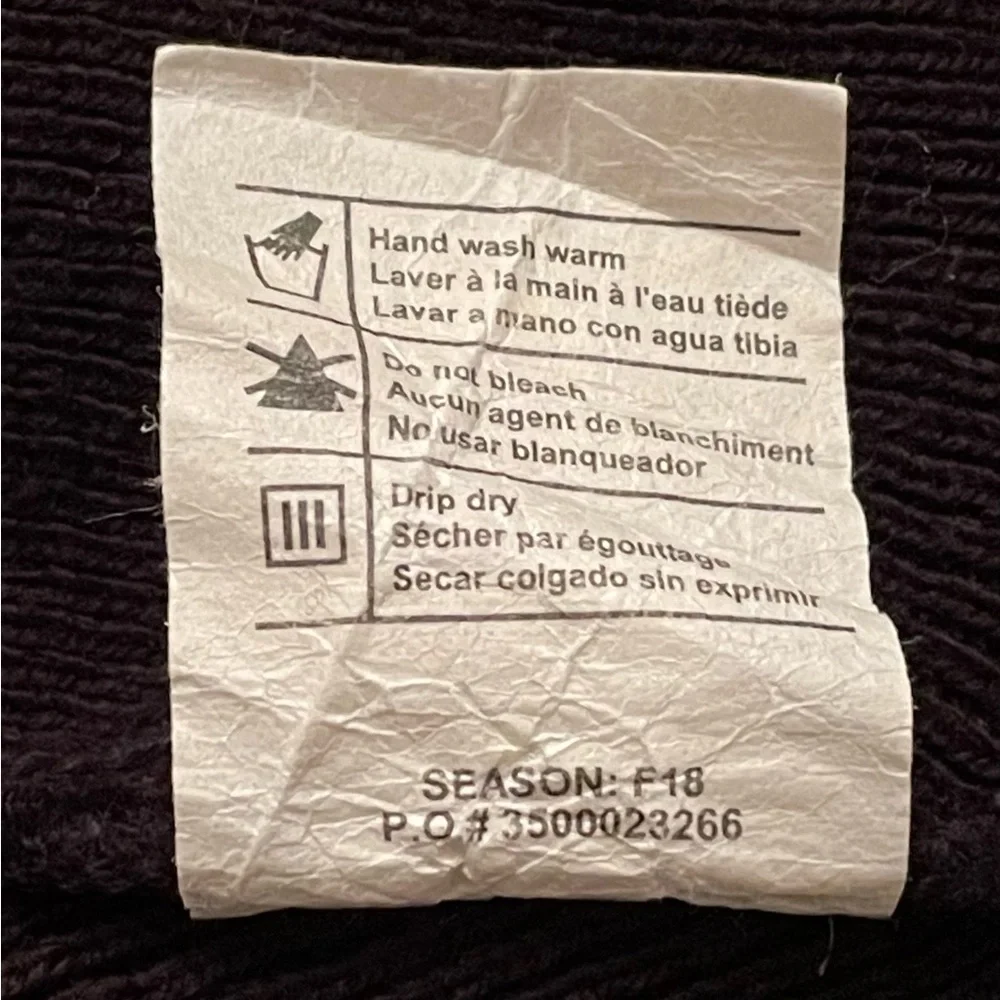 Hand wash warm
Laver à la main à l'eau tiède
Lavar a mano con agua tibia
Do not bleach
Aucun agent de blanchiment
No usar blanqueador
Drip dry
Sécher par égouttage
Secar colgado sin exprimir
SEASON: F18
P.O.# 3500023266